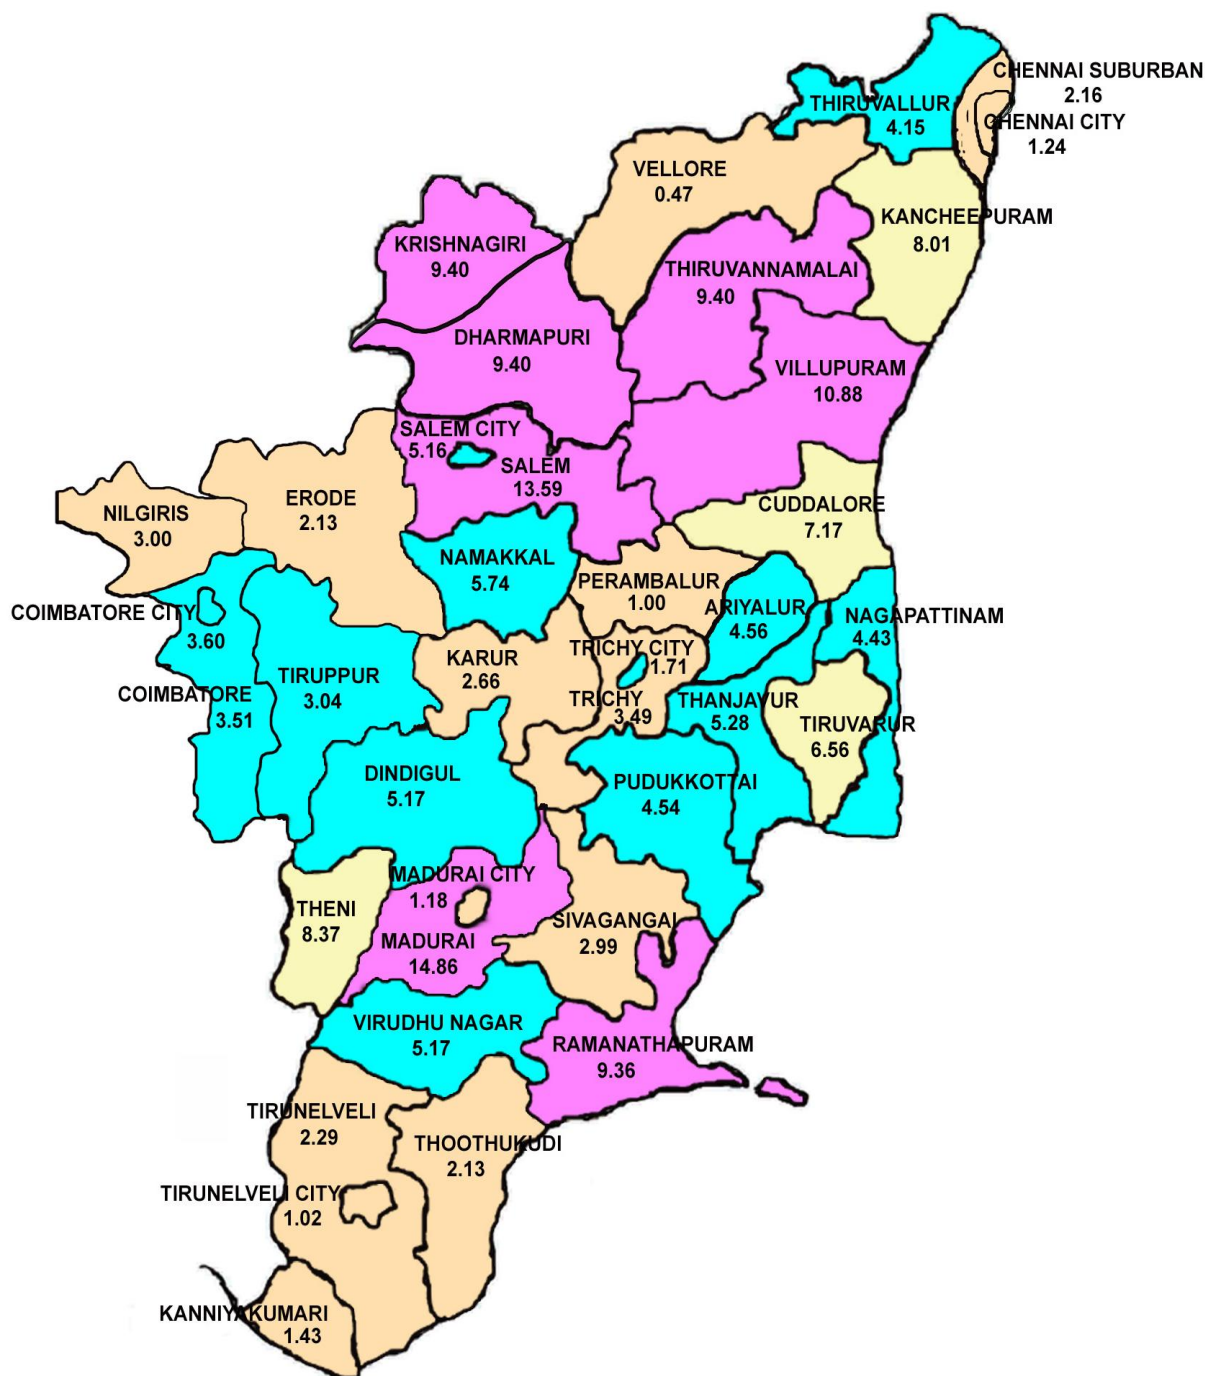 CHENNAI SUBURBAN
2.16
THIRUVALLUR
4.15
CHENNAI CITY
1.24
VELLORE
0.47
KANCHEEPURAM
8.01
KRISHNAGIRI
9.40
THIRUVANNAMALAI
9.40
DHARMAPURI
9.40
VILLUPURAM
10.88
SALEM CITY
5.16
SALEM
13.59
ERODE
2.13
CUDDALORE
7.17
NILGIRIS
3.00
NAMAKKAL
5.74
PERAMBALUR
1.00
ARIYALUR
4.56
COIMBATORE CITY
3.60
NAGAPATTINAM
4.43
TRICHY CITY
1.71
KARUR
2.66
TIRUPPUR
3.04
COIMBATORE
3.51
TRICHY
3.49
THANJAVUR
5.28
TIRUVARUR
6.56
DINDIGUL
5.17
PUDUKKOTTAI
4.54
MADURAI CITY
1.18
THENI
8.37
SIVAGANGAI
2.99
MADURAI
14.86
VIRUDHU NAGAR
5.17
RAMANATHAPURAM
9.36
TIRUNELVELI
2.29
THOOTHUKUDI
2.13
TIRUNELVELI CITY
1.02
KANNIYAKUMARI
1.43